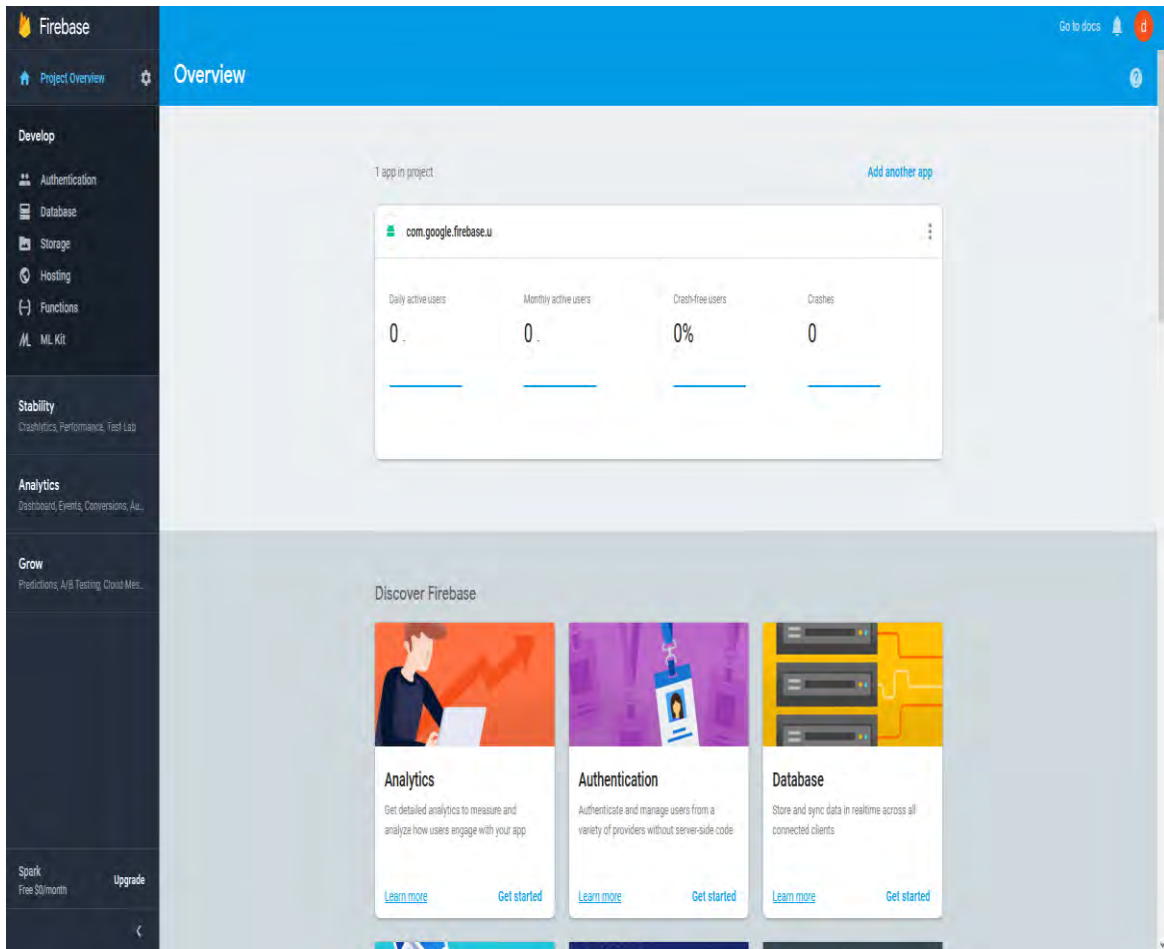 Firebase
Go to docs
d
Project Overview
Overview
Develop
Authentication
Database
Storage
Hosting
Functions
ML Kit
Stability
Crashlytics, Performance, Test Lab
Analytics
Dashboard, Events, Conversions, Au...
Grow
Predictions, A/B Testing, Cloud Mes...
Spark
Free $0/month
Upgrade
1 app in project
Add another app
com.google.firebase.u
Daily active users
Monthly active users
Crash-free users
Crashes
0
0
0%
0
Discover Firebase
Analytics
Get detailed analytics to measure and
analyze how users engage with your app
Learn more
Get started
Authentication
Authenticate and manage users from a
variety of providers without server-side code
Learn more
Get started
Database
Store and sync data in realtime across all
connected clients
Learn more
Get started